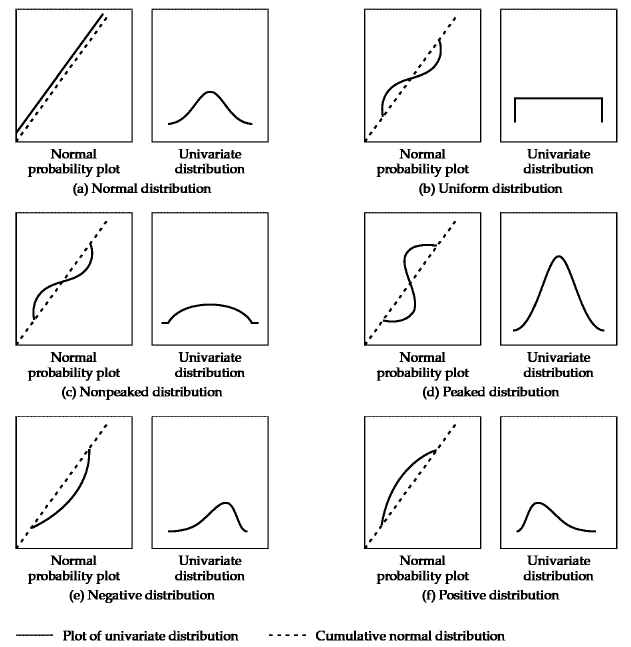 Normal
probability plot
Univariate
distribution
(a) Normal distribution
Normal
probability plot
Univariate
distribution
(b) Uniform distribution
Normal
probability plot
Univariate
distribution
(c) Nonpeaked distribution
Normal
probability plot
Univariate
distribution
(d) Peaked distribution
Normal
probability plot
Univariate
distribution
(e) Negative distribution
Normal
probability plot
Univariate
distribution
(f) Positive distribution
Plot of univariate distribution
Cumulative normal distribution